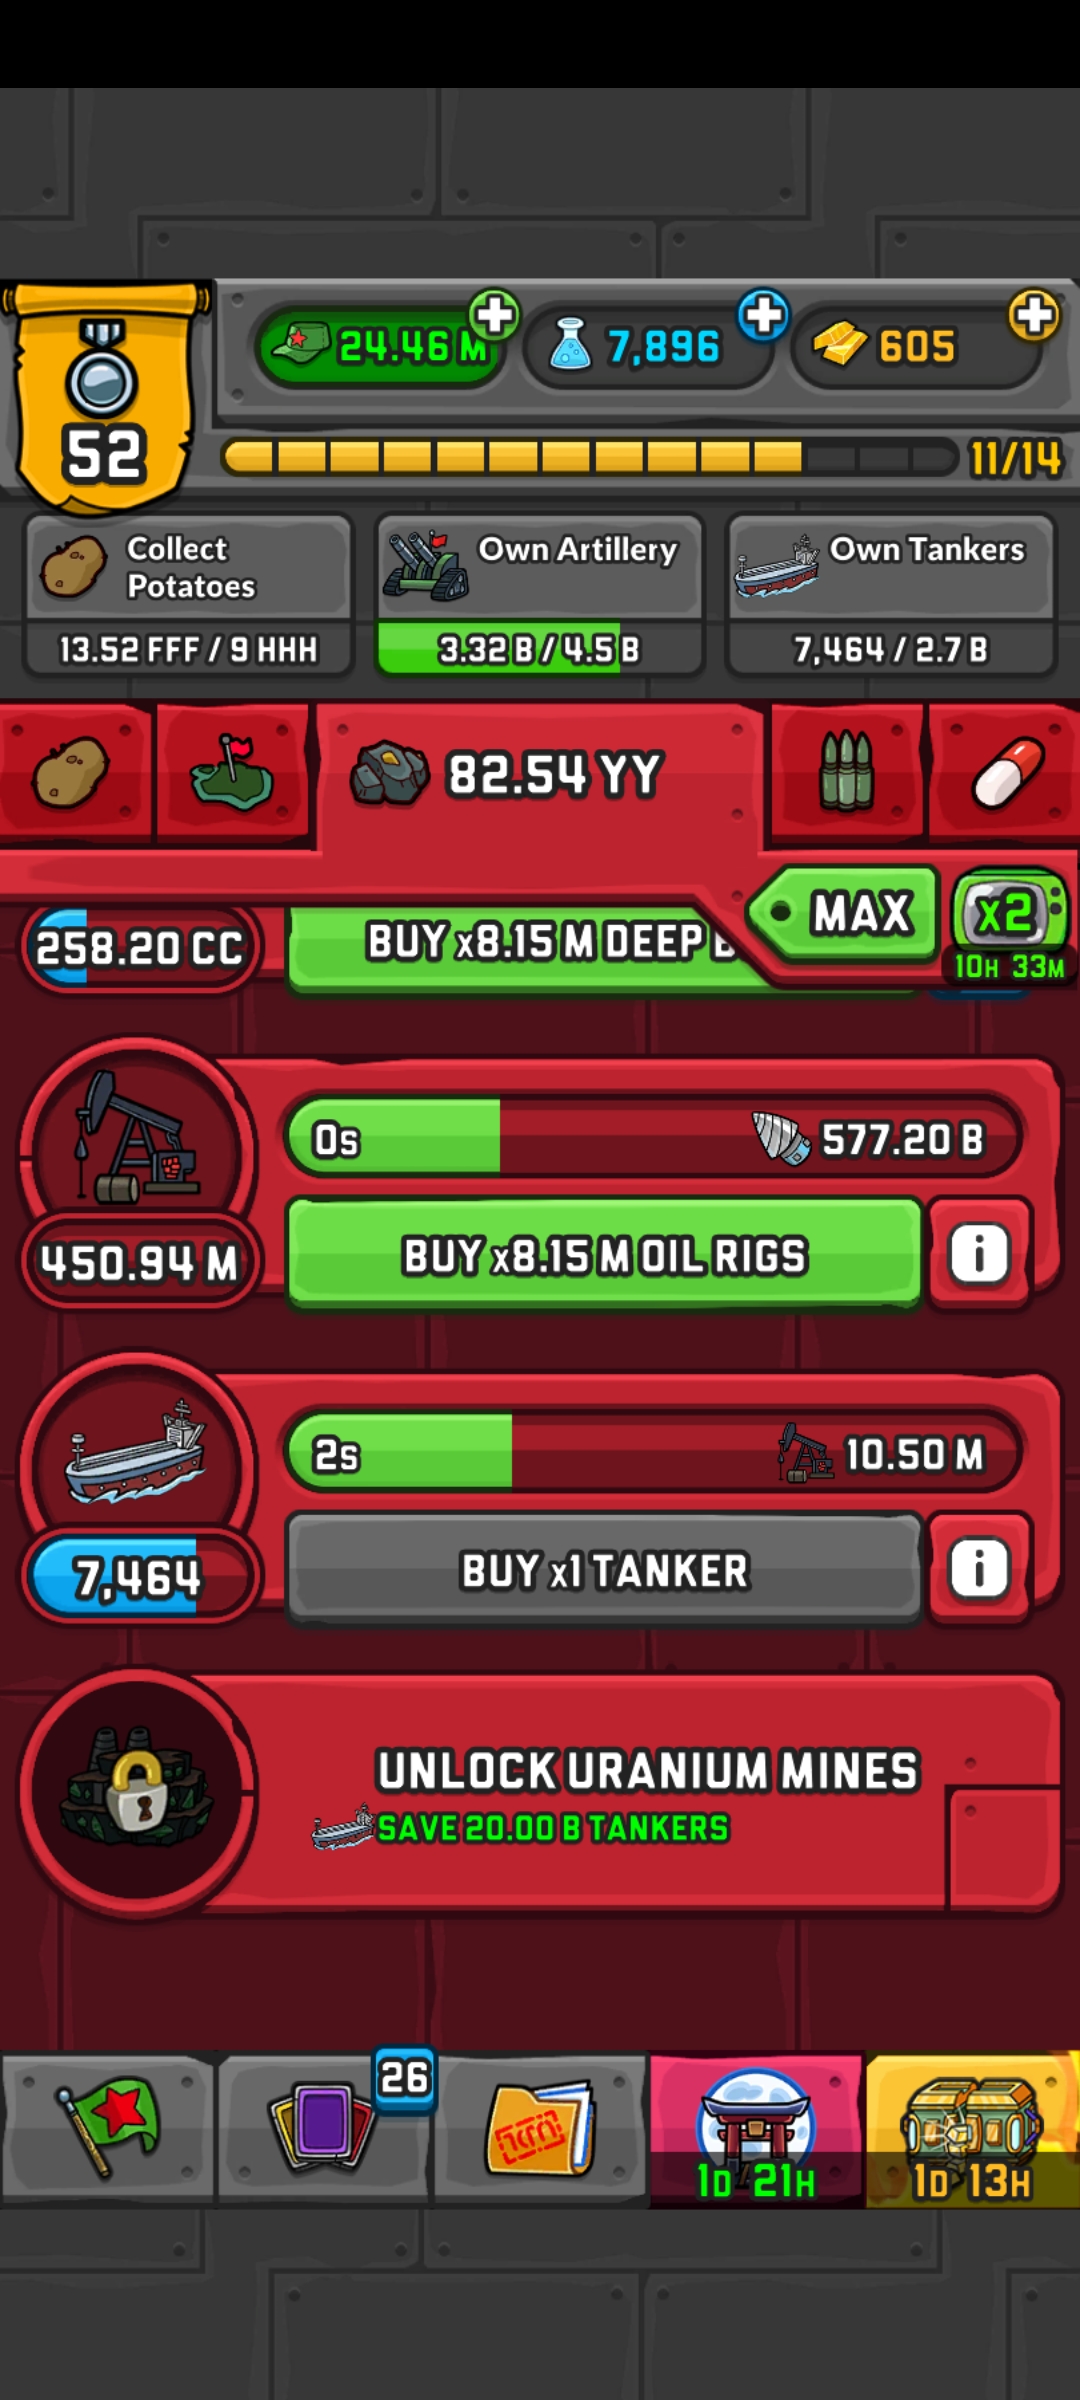 24.46 M
7,896
605
52
11/14
Collect
Potatoes
13.52 FFF / 9 HHH
Own Artillery
3.32 B / 4.5 B
Own Tankers
7,464 / 2.7 B
82.54 YY
MAX
x2
10H 33M
258.20 CC
BUY x8.15 M DEEP B
0s
577.20 B
450.94 M
BUY x8.15 M OIL RIGS
i
2s
10.50 M
7,464
BUY x1 TANKER
i
UNLOCK URANIUM MINES
SAVE 20.00 B TANKERS
26
1D 21H
1D 13H